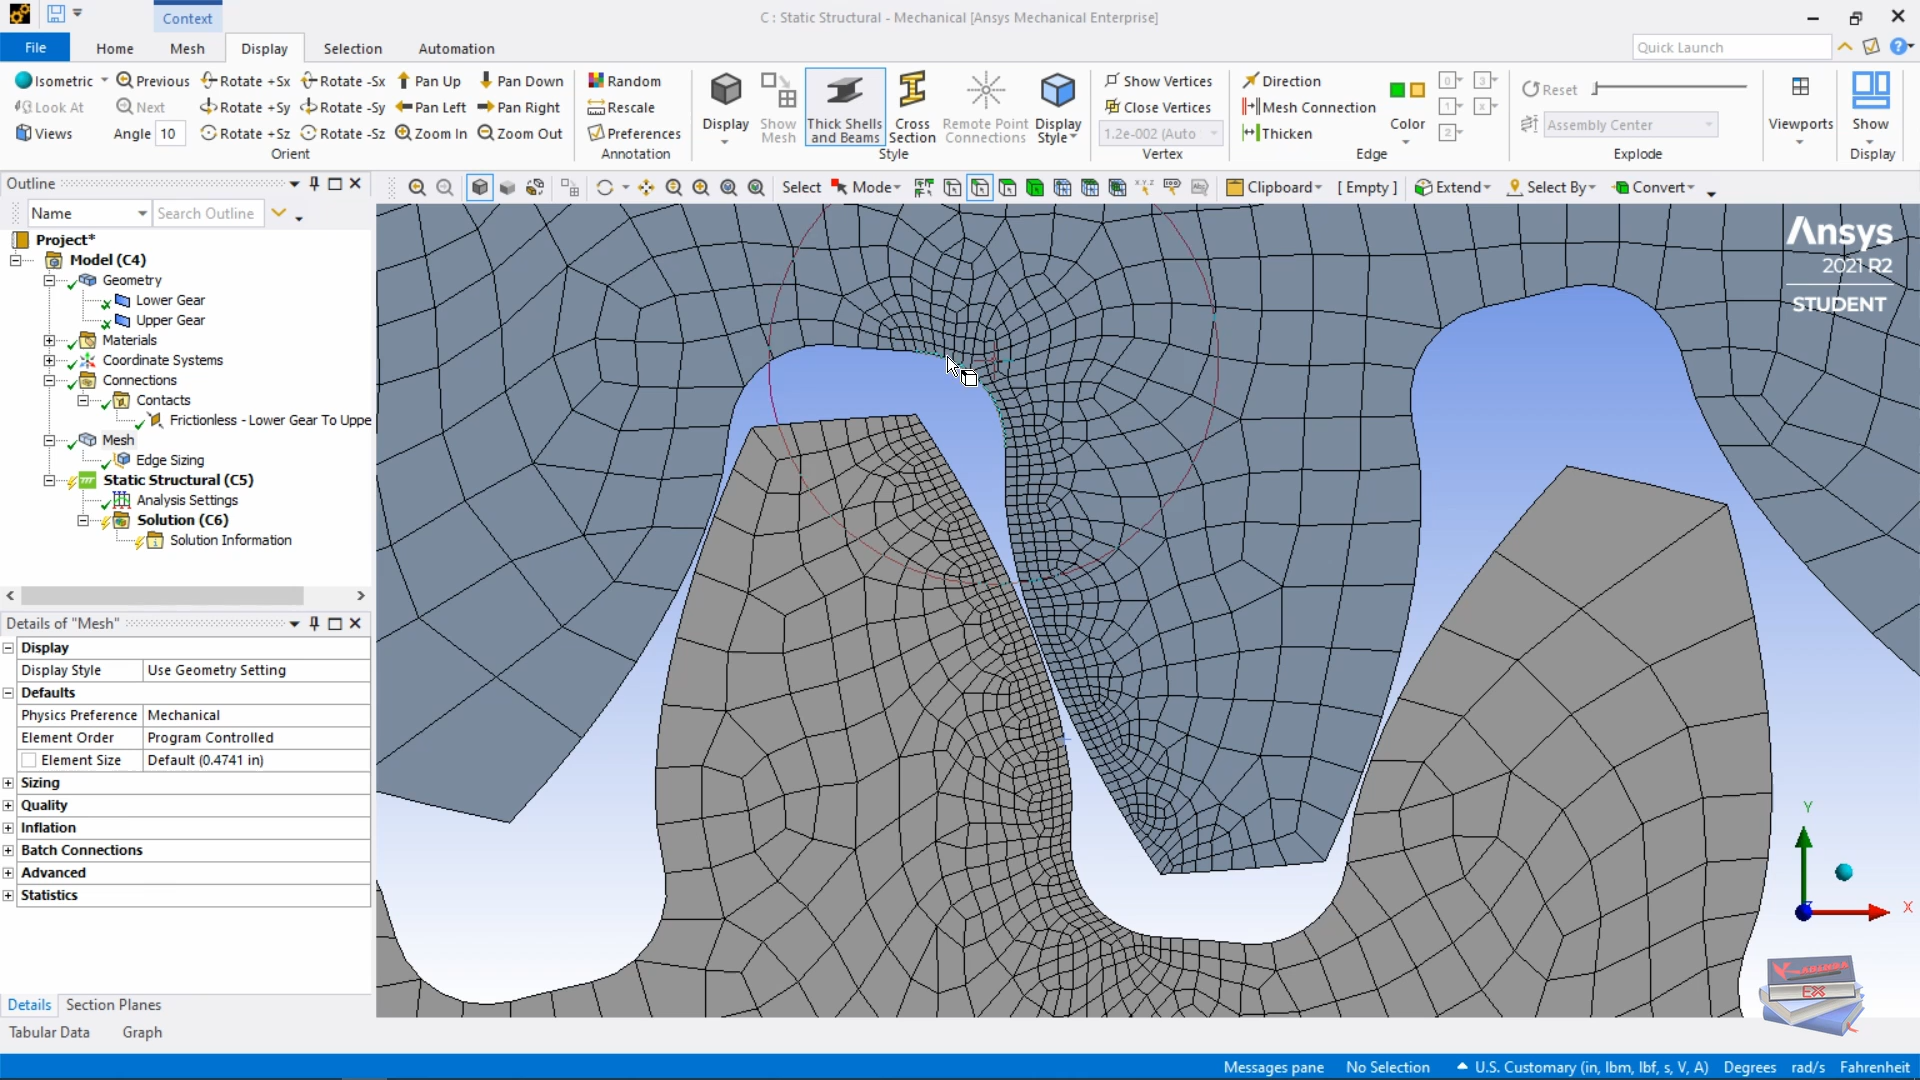 Context
C : Static Structural - Mechanical [Ansys Mechanical Enterprise]
File
Home
Mesh
Display
Selection
Automation
Quick Launch
Isometric
Previous
Rotate +Sx
Rotate -Sx
Pan Up
Pan Down
Look At
Next
Rotate +Sy
Rotate -Sy
Pan Left
Pan Right
Views
Angle 10
Rotate +Sz
Rotate -Sz
Zoom In
Zoom Out
Orient
Random
Rescale
Preferences
Annotation
Display
Show Mesh
Thick Shells and Beams
Cross Section
Remote Point Connections
Display Style
Style
Show Vertices
Close Vertices
1.2e-002 (Auto
Vertex
Direction
Mesh Connection
Thicken
Color
0
3
1
x
2
Edge
Reset
Assembly Center
Explode
Viewports
Show
Display
Outline
Name
Search Outline
Select
Mode
Clipboard
[ Empty ]
Extend
Select By
Convert
Project*
Model (C4)
Geometry
Lower Gear
Upper Gear
Materials
Coordinate Systems
Connections
Contacts
Frictionless - Lower Gear To Uppe
Mesh
Edge Sizing
Static Structural (C5)
Analysis Settings
Solution (C6)
Solution Information
Details of "Mesh"
Display
Display Style Use Geometry Setting
Defaults
Physics Preference Mechanical
Element Order Program Controlled
Element Size Default (0.4741 in)
Sizing
Quality
Inflation
Batch Connections
Advanced
Statistics
Details
Section Planes
Tabular Data
Graph
Ansys
2021 R2
STUDENT
Y
X
EX
Messages pane
No Selection
U.S. Customary (in, lbm, lbf, s, V, A)
Degrees
rad/s
Fahrenheit